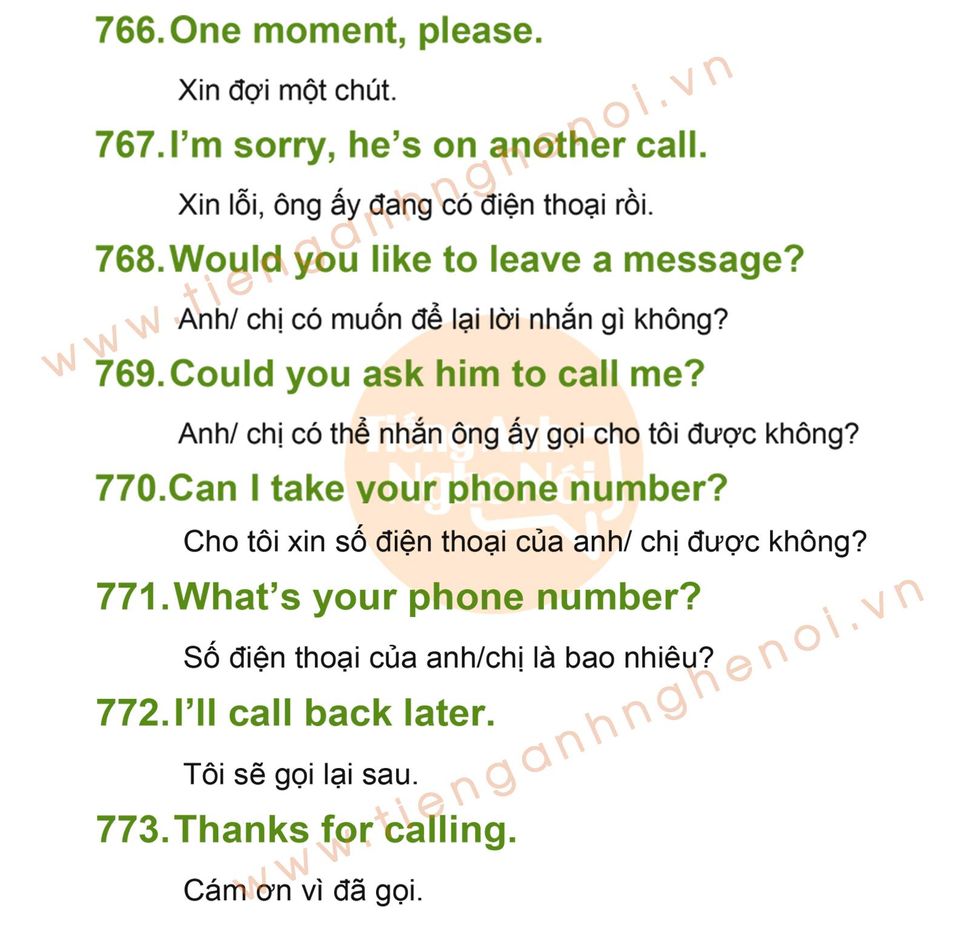 766. One moment, please.
Xin đợi một chút.
767. I'm sorry, he's on another call.
Xin lỗi, ông ấy đang có điện thoại rồi.
768. Would you like to leave a message?
Anh/ chị có muốn để lại lời nhắn gì không?
769. Could you ask him to call me?
Anh/ chị có thể nhắn ông ấy gọi cho tôi được không?
770. Can I take your phone number?
Cho tôi xin số điện thoại của anh/ chị được không?
771. What's your phone number?
Số điện thoại của anh/chị là bao nhiêu?
772. I'll call back later.
Tôi sẽ gọi lại sau.
773. Thanks for calling.
Cám ơn vì đã gọi.
www.tienganhnghenoi.vn
Tiếng Anh
Nghe Nói
www.tienganhnghenoi.vn